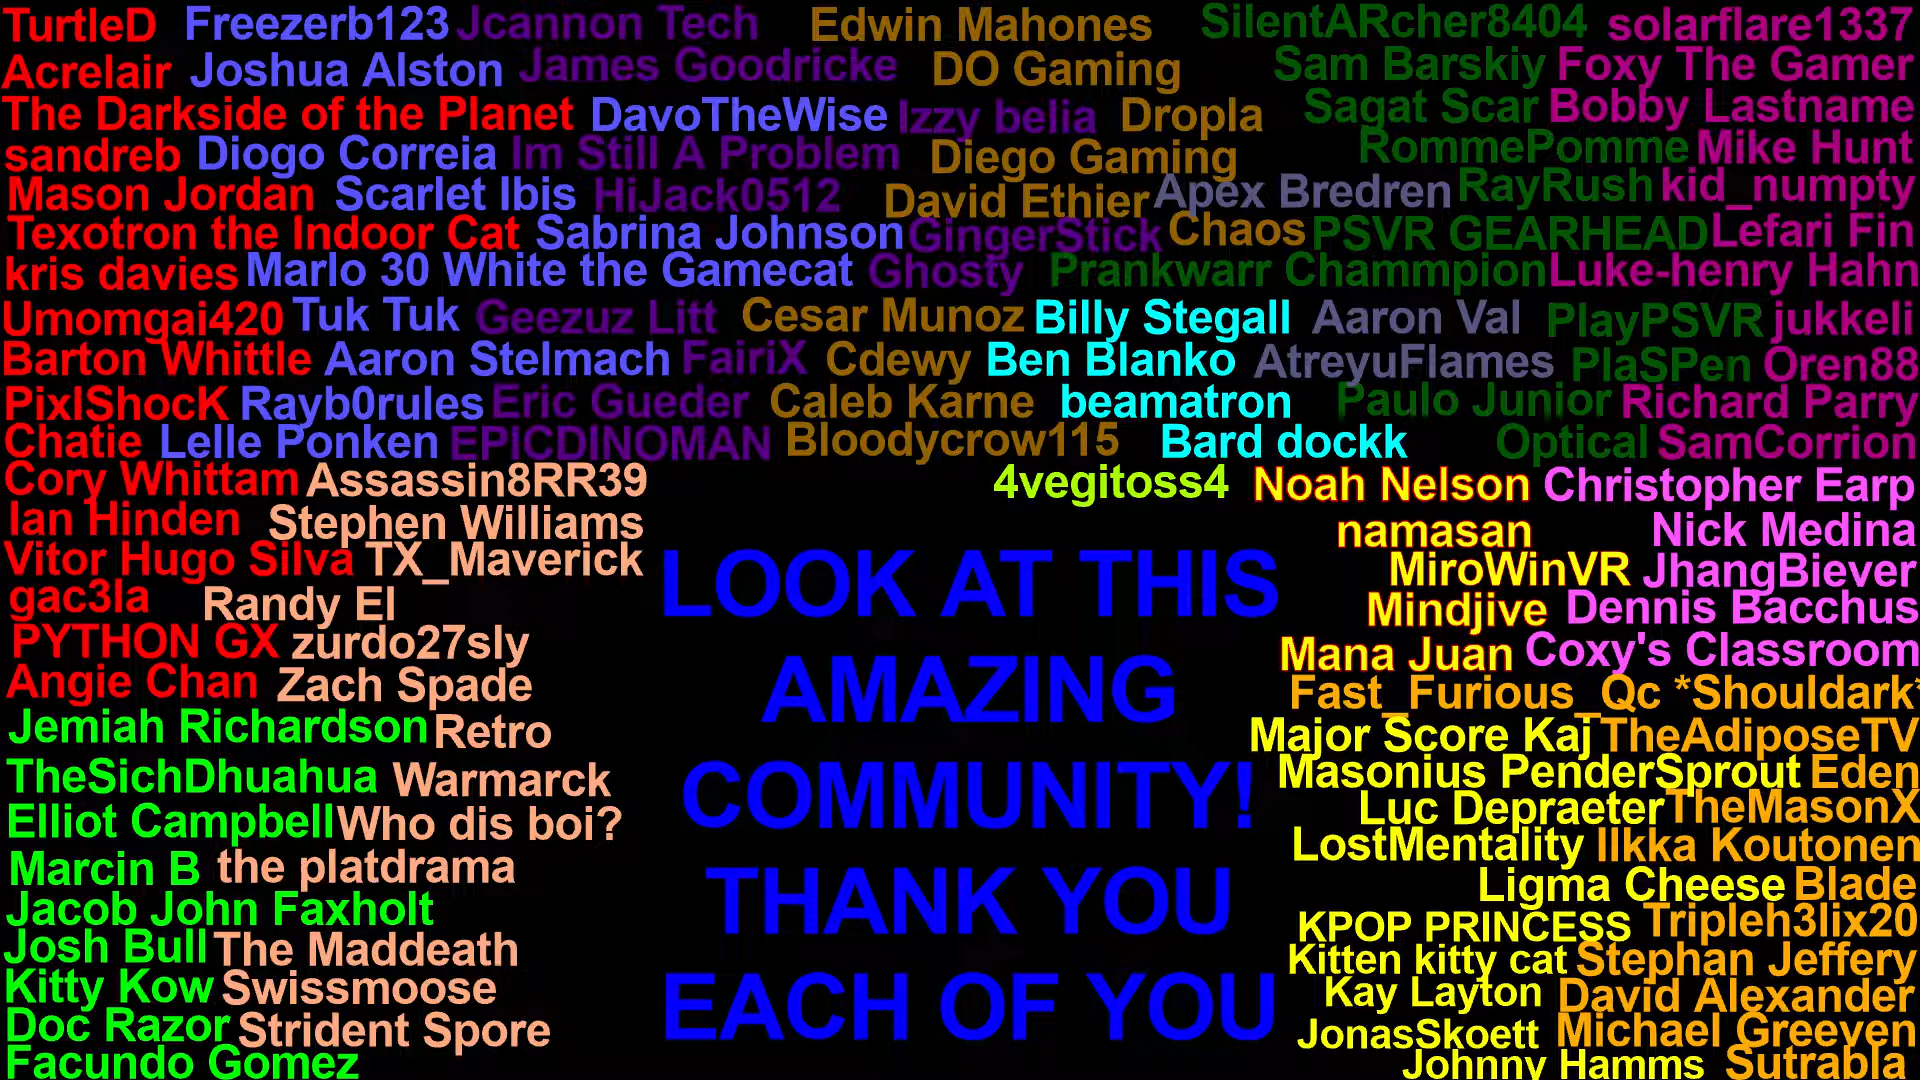 TurtleD Freezerb123 Jcannon Tech Edwin Mahones SilentARcher8404 solarflare1337
Acrelair Joshua Alston James Goodricke DO Gaming Sam Barskiy Foxy The Gamer
The Darkside of the Planet DavoTheWise Izzy belia Dropla Sagat Scar Bobby Lastname
sandreb Diogo Correia Im Still A Problem Diego Gaming RommePomme Mike Hunt
Mason Jordan Scarlet Ibis HiJack0512 David Ethier Apex Bredren RayRush kid_numpty
Texotron the Indoor Cat Sabrina Johnson GingerStick Chaos PSVR GEARHEAD Lefari Fin
kris davies Marlo 30 White the Gamecat Ghosty Prankwarr Chammpion Luke-henry Hahn
Umomgai420 Tuk Tuk Geezuz Litt Cesar Munoz Billy Stegall Aaron Val PlayPSVR jukkeli
Barton Whittle Aaron Stelmach FairiX Cdewy Ben Blanko AtreyuFlames PlaSPen Oren88
PixlShocK Rayb0rules Eric Gueder Caleb Karne beamatron Paulo Junior Richard Parry
Chatie Lelle Ponken EPICDINOMAN Bloodycrow115 Bard dockk Optical SamCorrion
Cory Whittam Assassin8RR39 4vegitoss4 Noah Nelson Christopher Earp
Ian Hinden Stephen Williams namasan Nick Medina
Vitor Hugo Silva TX_Maverick MiroWinVR JhangBiever
gac3la Randy El Mindjive Dennis Bacchus
PYTHON GX zurdo27sly Mana Juan Coxy's Classroom
Angie Chan Zach Spade Fast_Furious_Qc *Shouldark*
Jemiah Richardson Retro Major Score Kaj TheAdiposeTV
TheSichDhuahua Warmarck Masonius PenderSprout Eden
Elliot Campbell Who dis boi? Luc Depraeter TheMasonX
Marcin B the platdrama LostMentality Ilkka Koutonen
Jacob John Faxholt Ligma Cheese Blade
Josh Bull The Maddeath KPOP PRINCESS Tripleh3lix20
Kitty Kow Swissmoose Kitten kitty cat Stephan Jeffery
Doc Razor Strident Spore Kay Layton David Alexander
Facundo Gomez JonasSkoett Michael Greeven
Johnny Hamms Sutrabla
LOOK AT THIS
AMAZING
COMMUNITY!
THANK YOU
EACH OF YOU